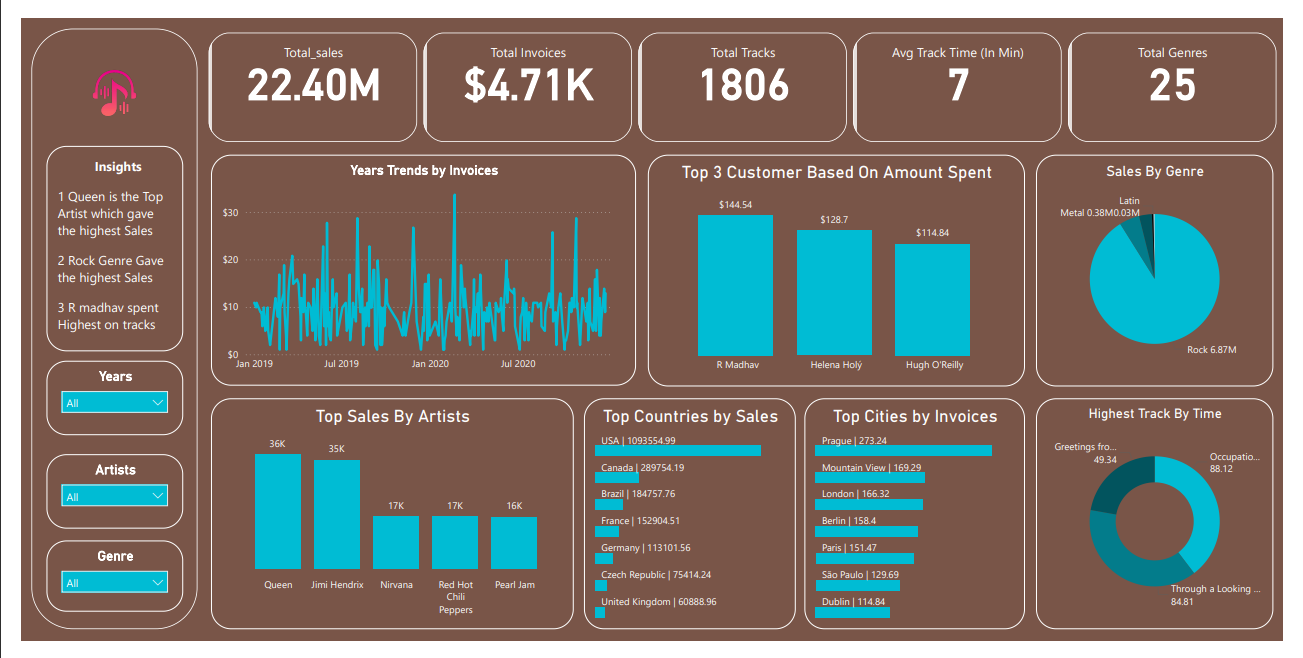 Total_sales
22.40M
Total Invoices
$4.71K
Total Tracks
1806
Avg Track Time (In Min)
7
Total Genres
25
Insights
1 Queen is the Top
Artist which gave
the highest Sales
2 Rock Genre Gave
the highest Sales
3 R madhav spent
Highest on tracks
Years
All
Artists
All
Genre
All
Years Trends by Invoices
$30
$20
$10
$0
Jan 2019
Jul 2019
Jan 2020
Jul 2020
Top 3 Customer Based On Amount Spent
$144.54
$128.7
$114.84
R Madhav
Helena Holý
Hugh O'Reilly
Sales By Genre
Latin
Metal 0.38M0.03M
Rock 6.87M
Top Sales By Artists
36K
35K
17K
17K
16K
Queen
Jimi Hendrix
Nirvana
Red Hot
Chili
Peppers
Pearl Jam
Top Countries by Sales
USA | 1093554.99
Canada | 289754.19
Brazil | 184757.76
France | 152904.51
Germany | 113101.56
Czech Republic | 75414.24
United Kingdom | 60888.96
Top Cities by Invoices
Prague | 273.24
Mountain View | 169.29
London | 166.32
Berlin | 158.4
Paris | 151.47
São Paulo | 129.69
Dublin | 114.84
Highest Track By Time
Greetings fro...
49.34
Occupatio...
88.12
Through a Looking ...
84.81